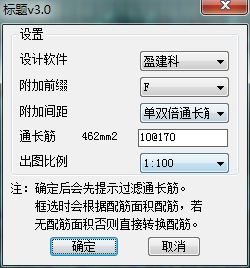 标题v3.0
设置
设计软件 盈建科
附加前缀 F
附加间距 单双倍通长筋
通长筋 462mm2 10@170
出图比例 1:100
注：确定后会先提示过滤通长筋。
框选时会根据配筋面积配筋，若
无配筋面积否则直接转换配筋。
确定 取消